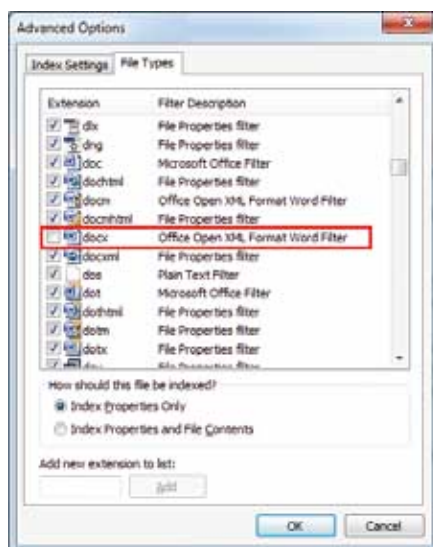 Advanced Options
Index Settings File Types
Extension Filter Description
dlx File Properties filter
dng File Properties filter
doc Microsoft Office Filter
dochtml File Properties filter
docm Office Open XML Format Word Filter
docmhtml File Properties filter
docx Office Open XML Format Word Filter
docxml File Properties filter
dos Plain Text Filter
dot Microsoft Office Filter
dothtml File Properties filter
dotm File Properties filter
dotx File Properties filter
File Properties filter
How should this file be indexed?
Index Properties Only
Index Properties and File Contents
Add new extension to list:
Add
OK Cancel